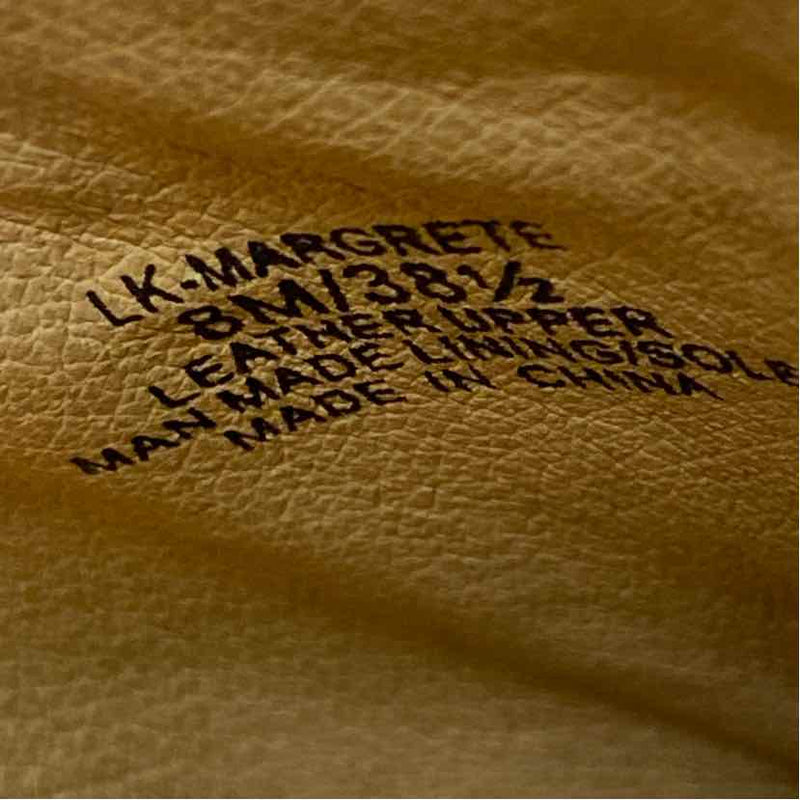 LK-MARGRETE
8M/38½
LEATHER UPPER
MAN MADE LINING/SOLE
MADE IN CHINA